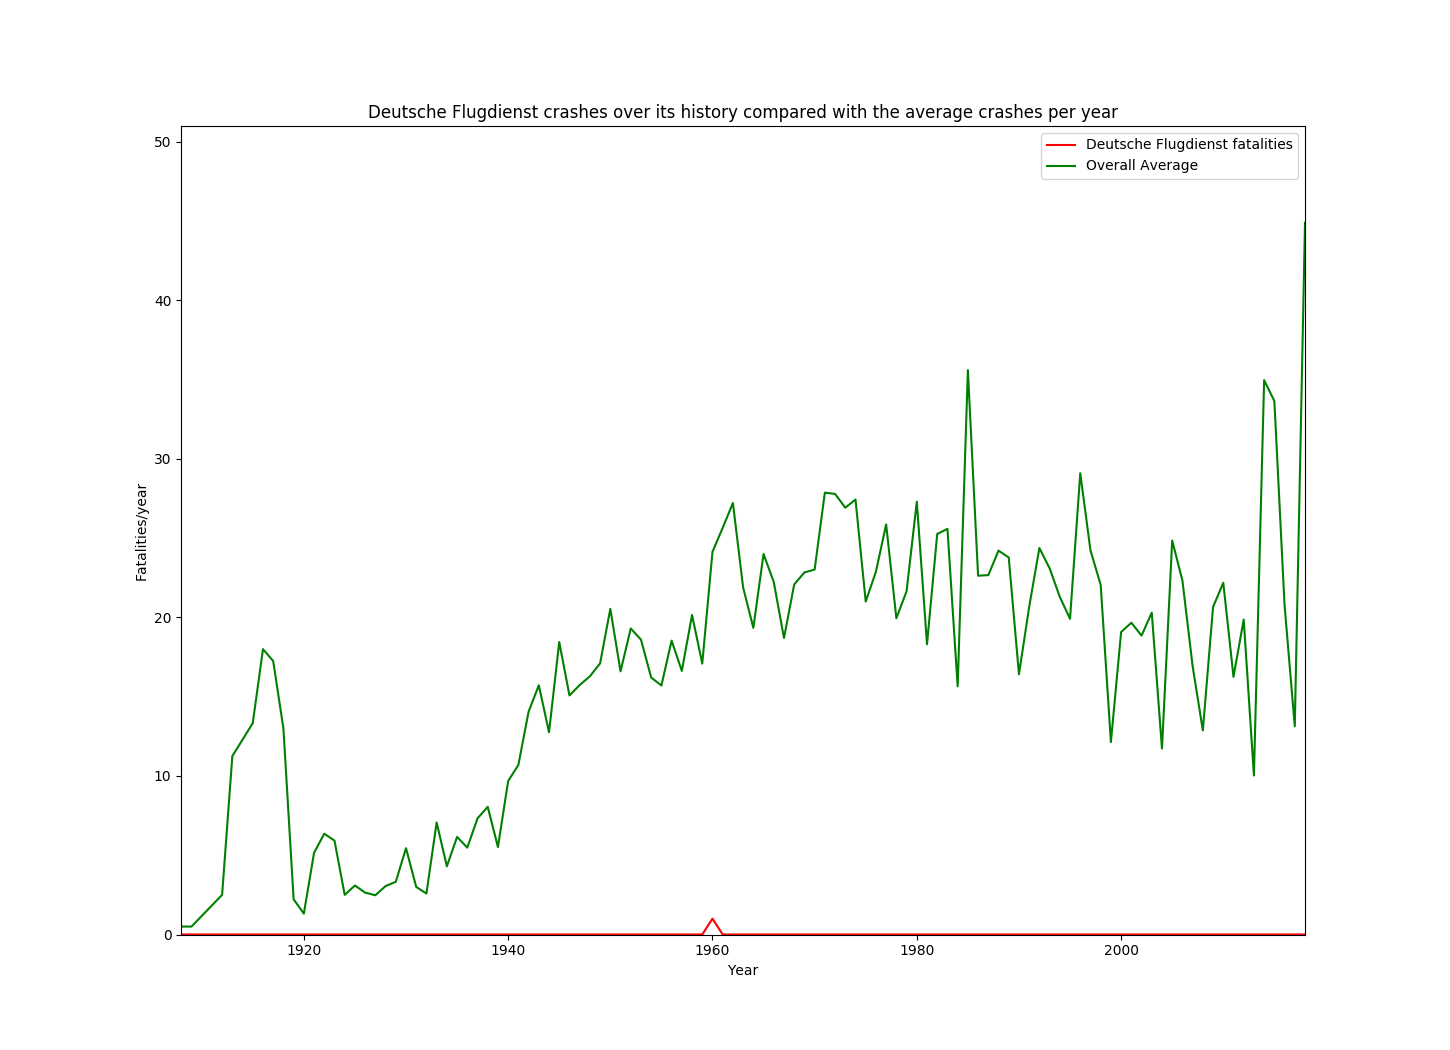 Deutsche Flugdienst crashes over its history compared with the average crashes per year
Deutsche Flugdienst fatalities
Overall Average
50
40
30
20
10
0
Fatalities/year
1920 1940 1960 1980 2000
Year